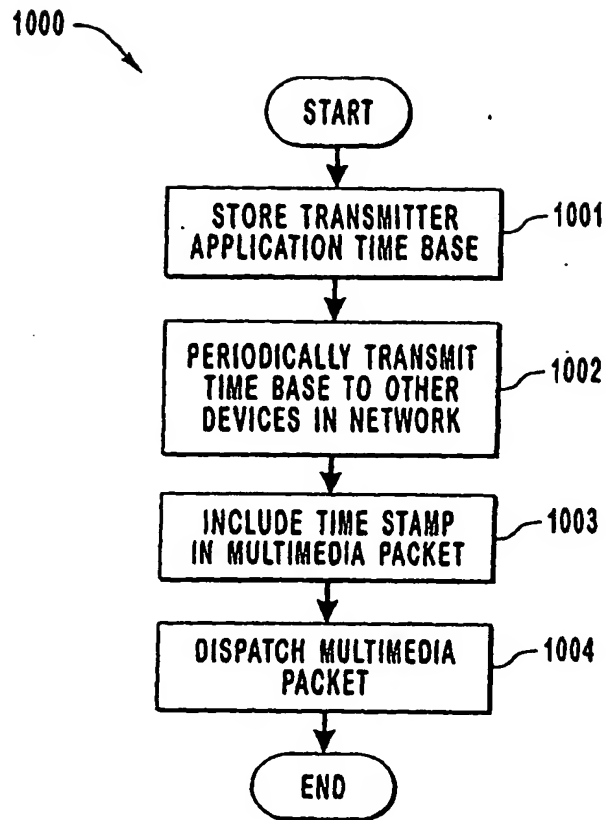 1000
START
STORE TRANSMITTER
APPLICATION TIME BASE
1001
PERIODICALLY TRANSMIT
TIME BASE TO OTHER
DEVICES IN NETWORK
1002
INCLUDE TIME STAMP
IN MULTIMEDIA PACKET
1003
DISPATCH MULTIMEDIA
PACKET
1004
END